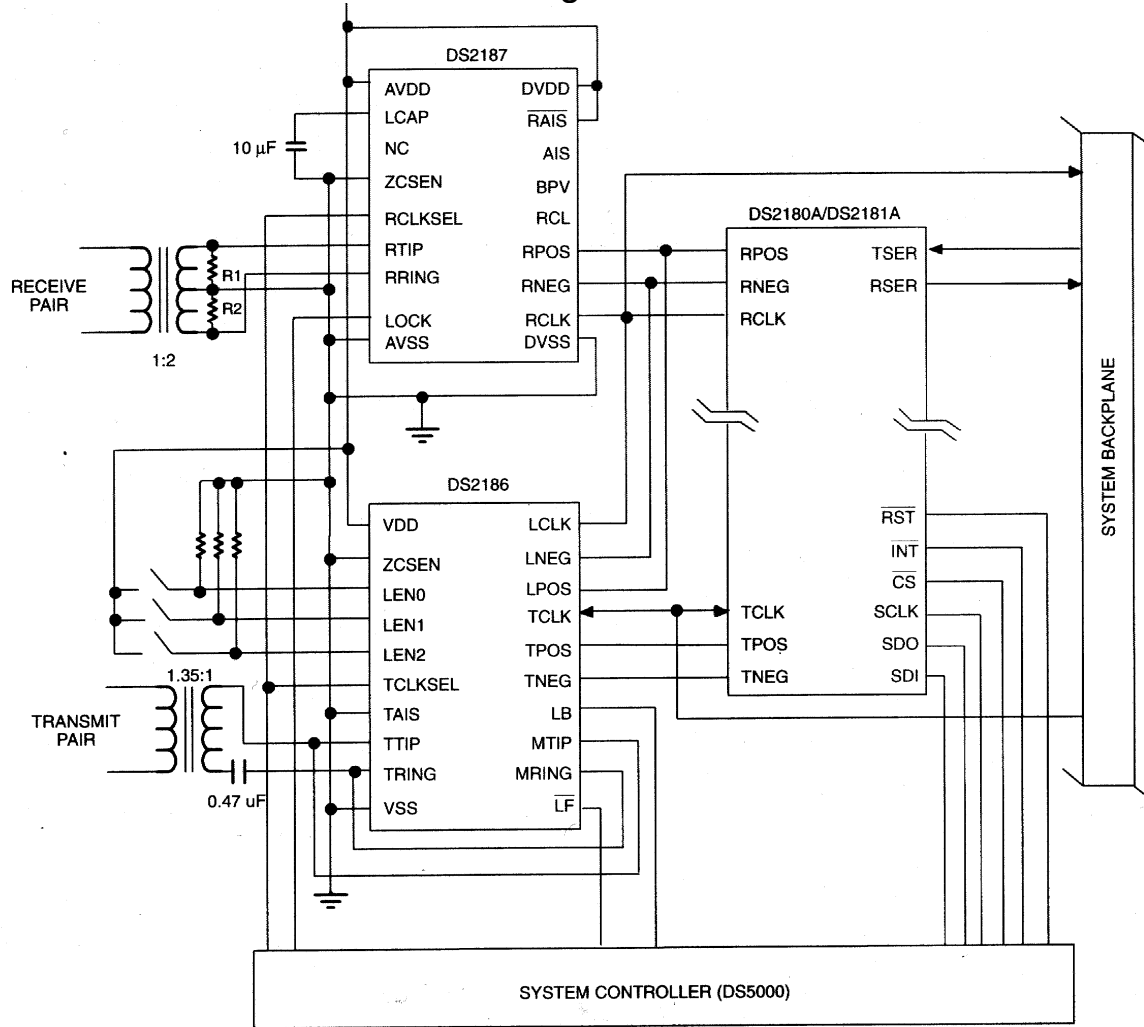 DS2187
AVDD
LCAP
NC
ZCSEN
RCLKSEL
RTIP
RRING
LOCK
AVSS
DVDD
RAIS
AIS
BPV
RCL
RPOS
RNEG
RCLK
DVSS
10 µF
RECEIVE
PAIR
1:2
R1
R2
DS2180A/DS2181A
RPOS
RNEG
RCLK
TCLK
TPOS
TNEG
TSER
RSER
RST
INT
CS
SCLK
SDO
SDI
SYSTEM BACKPLANE
DS2186
VDD
ZCSEN
LEN0
LEN1
LEN2
TCLKSEL
TAIS
TTIP
TRING
VSS
LCLK
LNEG
LPOS
TCLK
TPOS
TNEG
LB
MTIP
MRING
LF
1.35:1
TRANSMIT
PAIR
0.47 uF
SYSTEM CONTROLLER (DS5000)